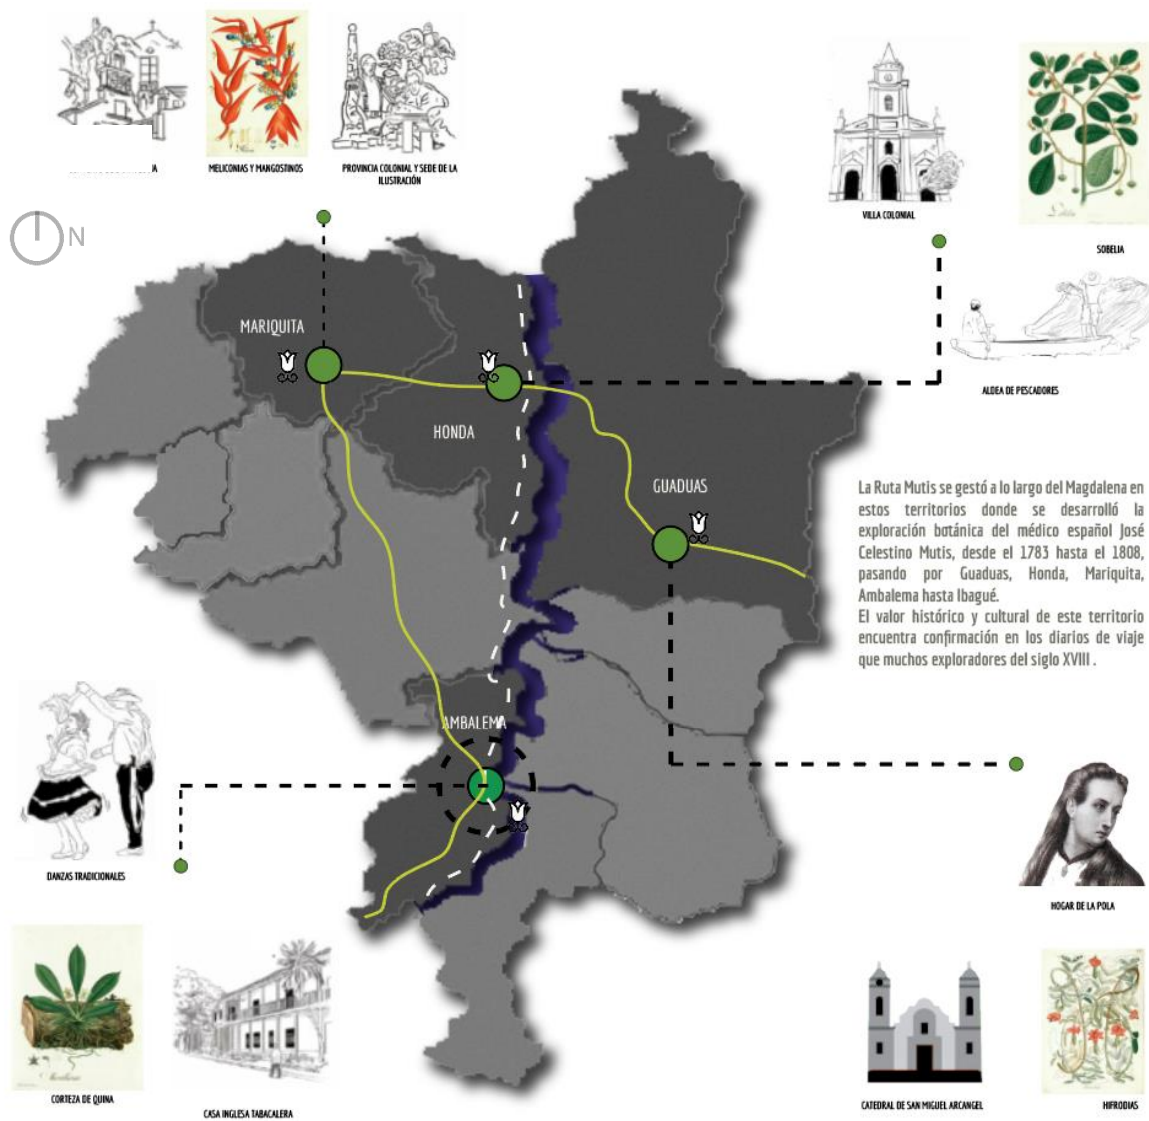 MELICONIAS Y MANGOSTINOS
PROVINCIA COLONIAL Y SEDE DE LA
ILUSTRACIÓN
VILLA COLONIAL
SOBELIA
N
MARIQUITA
ALDEA DE PESCADORES
HONDA
GUADUAS
La Ruta Mutis se gestó a lo largo del Magdalena en
estos territorios donde se desarrolló la
exploración botánica del médico español José
Celestino Mutis, desde el 1783 hasta el 1808,
pasando por Guaduas, Honda, Mariquita,
Ambalema hasta Ibagué.
El valor histórico y cultural de este territorio
encuentra confirmación en los diarios de viaje
que muchos exploradores del siglo XVIII .
AMBALEMA
DANZAS TRADICIONALES
HOGAR DE LA POLA
CORTEZA DE QUINA
CASA INGLESA TABACALERA
CATEDRAL DE SAN MIGUEL ARCANGEL
HIFRODIAS